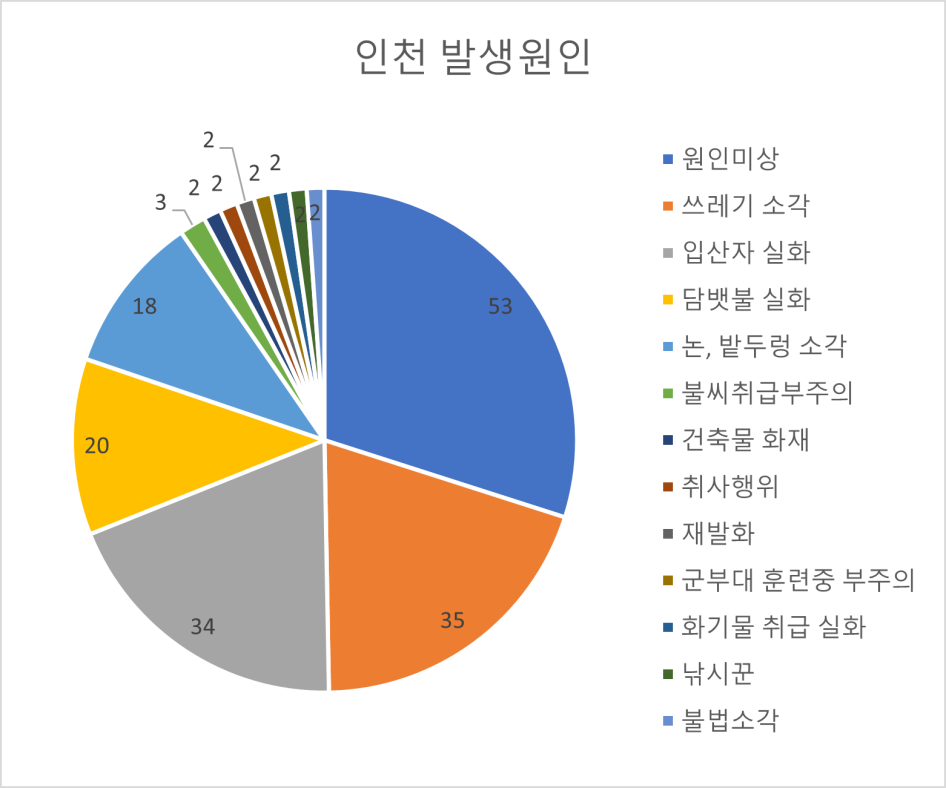 인천 발생원인
2
2
2
2
2
3
2
2
53
18
20
35
34
원인미상
쓰레기 소각
입산자 실화
담뱃불 실화
논, 밭두렁 소각
불씨취급부주의
건축물 화재
취사행위
재발화
군부대 훈련중 부주의
화기물 취급 실화
낚시꾼
불법소각